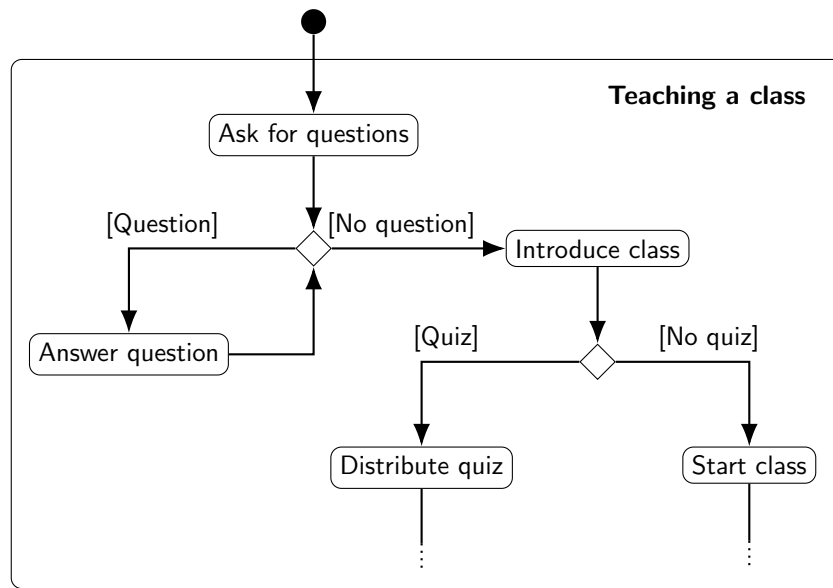 Teaching a class
Ask for questions
[Question]
[No question]
Introduce class
Answer question
[Quiz]
[No quiz]
Distribute quiz
Start class